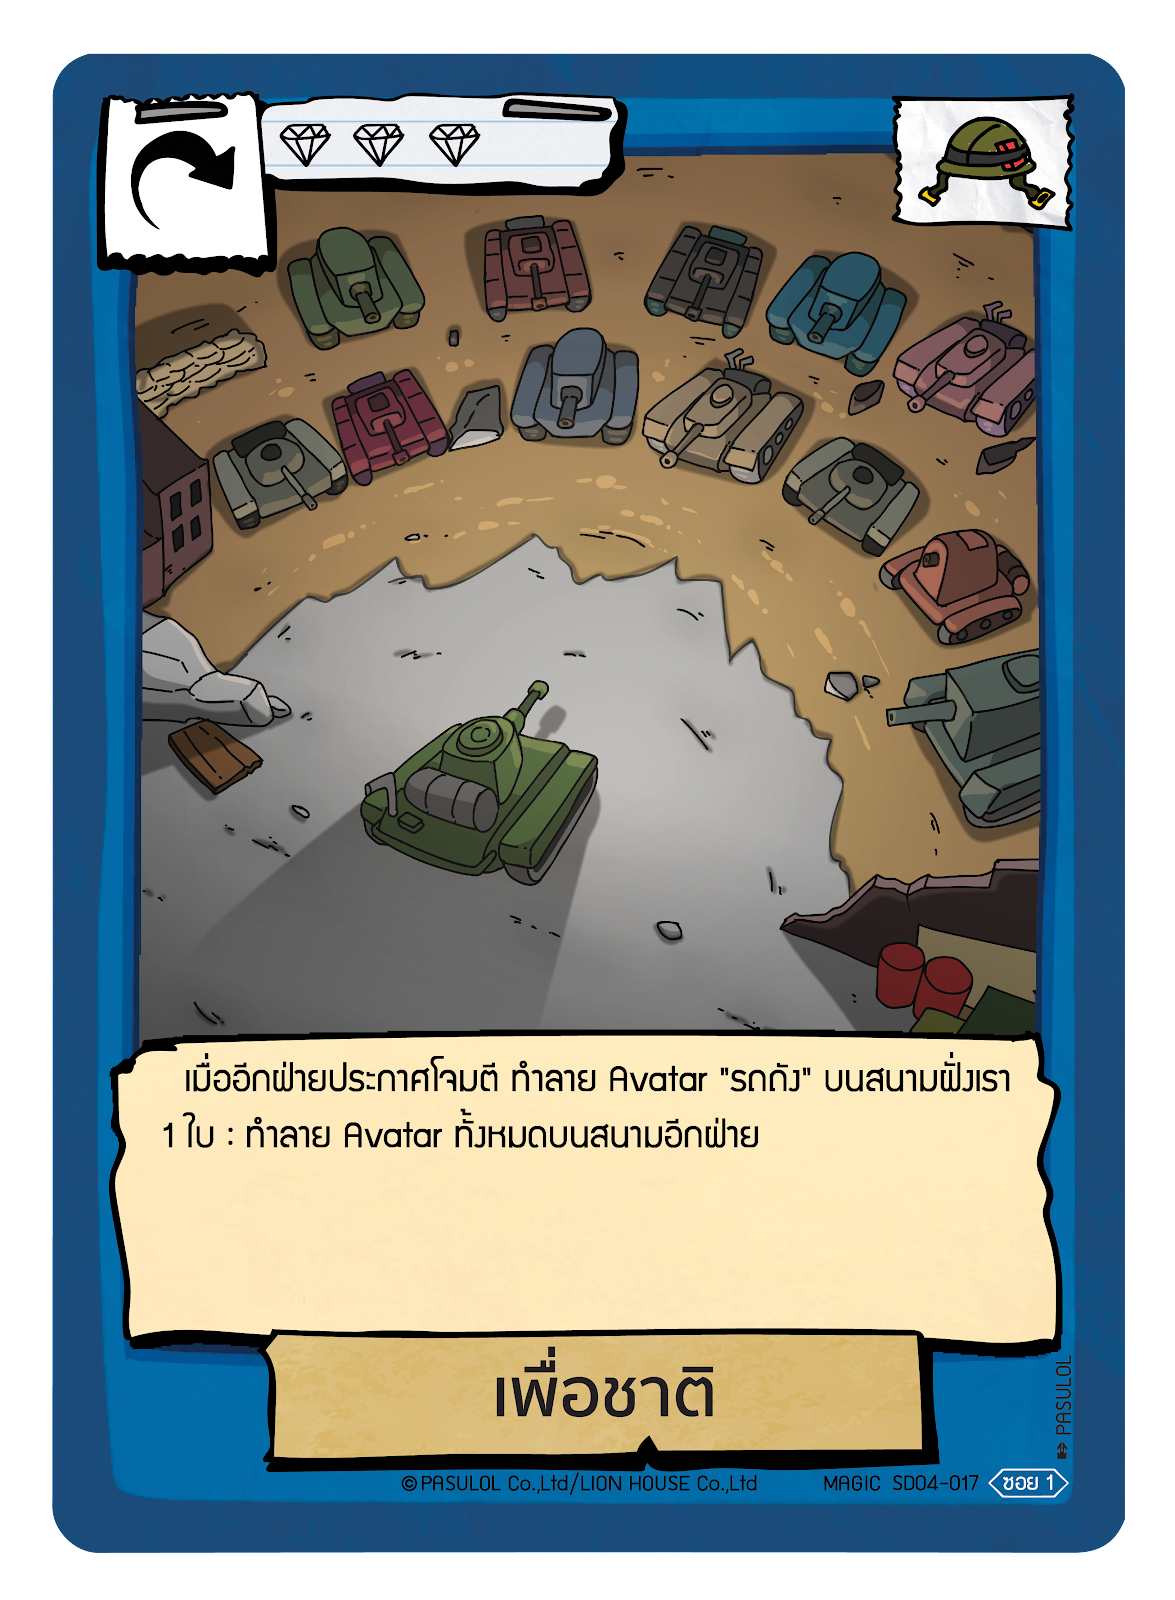 เมื่ออีกฝ่ายประกาศโจมตี ทำลาย Avatar "รถถัง" บนสนามฝั่งเรา
1 ใบ : ทำลาย Avatar ทั้งหมดบนสนามอีกฝ่าย
เพื่อชาติ
PASULOL
©PASULOL Co.,Ltd/LION HOUSE Co.,Ltd MAGIC SD04-017 ซอย 1